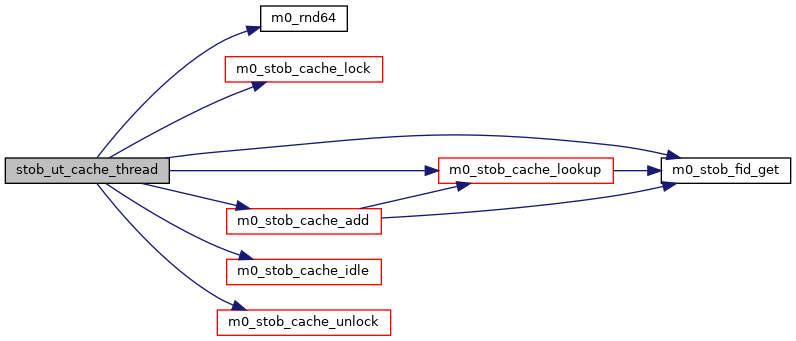 m0_rnd64
m0_stob_cache_lock
stob_ut_cache_thread
m0_stob_cache_lookup
m0_stob_fid_get
m0_stob_cache_add
m0_stob_cache_idle
m0_stob_cache_unlock